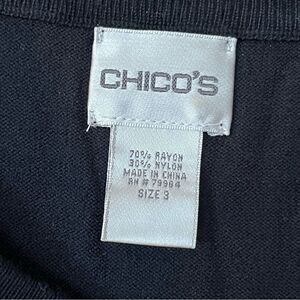 CHICO'S
70% RAYON
30% NYLON
MADE IN CHINA
RN # 79984
SIZE 3